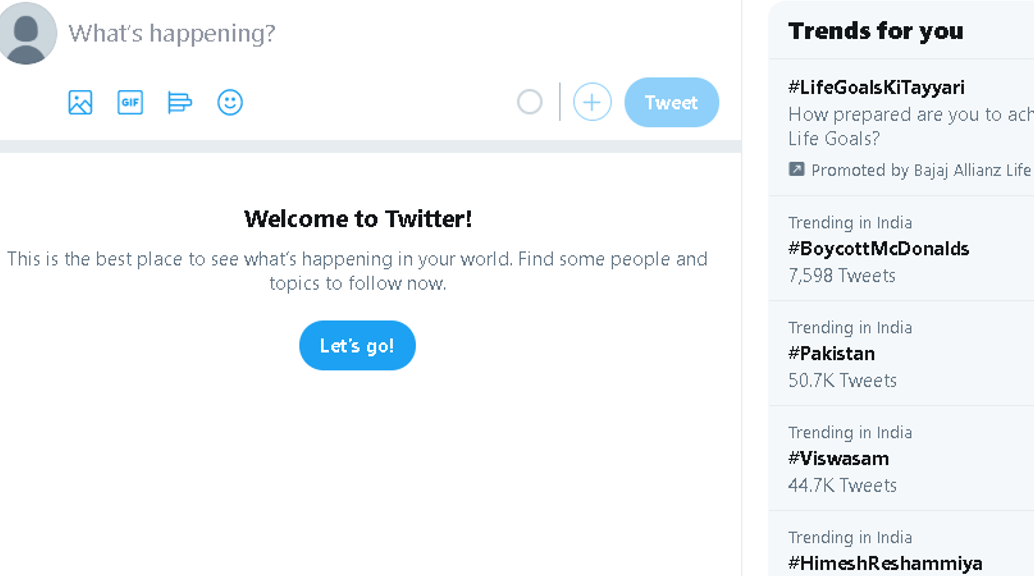 What's happening?
GIF
Tweet
Welcome to Twitter!
This is the best place to see what's happening in your world. Find some people and
topics to follow now.
Let's go!
Trends for you
#LifeGoalsKiTayyari
How prepared are you to ach
Life Goals?
Promoted by Bajaj Allianz Life
Trending in India
#BoycottMcDonalds
7,598 Tweets
Trending in India
#Pakistan
50.7K Tweets
Trending in India
#Viswasam
44.7K Tweets
Trending in India
#HimeshReshammiya